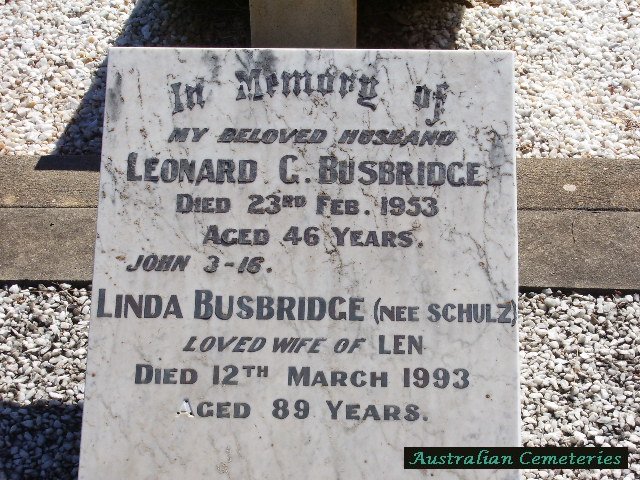 In Memory of
MY BELOVED HUSBAND
LEONARD G. BUSBRIDGE
DIED 23RD FEB. 1953
AGED 46 YEARS.
JOHN 3-16.
LINDA BUSBRIDGE (NEE SCHULZ)
LOVED WIFE OF LEN
DIED 12TH MARCH 1993
AGED 89 YEARS.
Australian Cemeteries